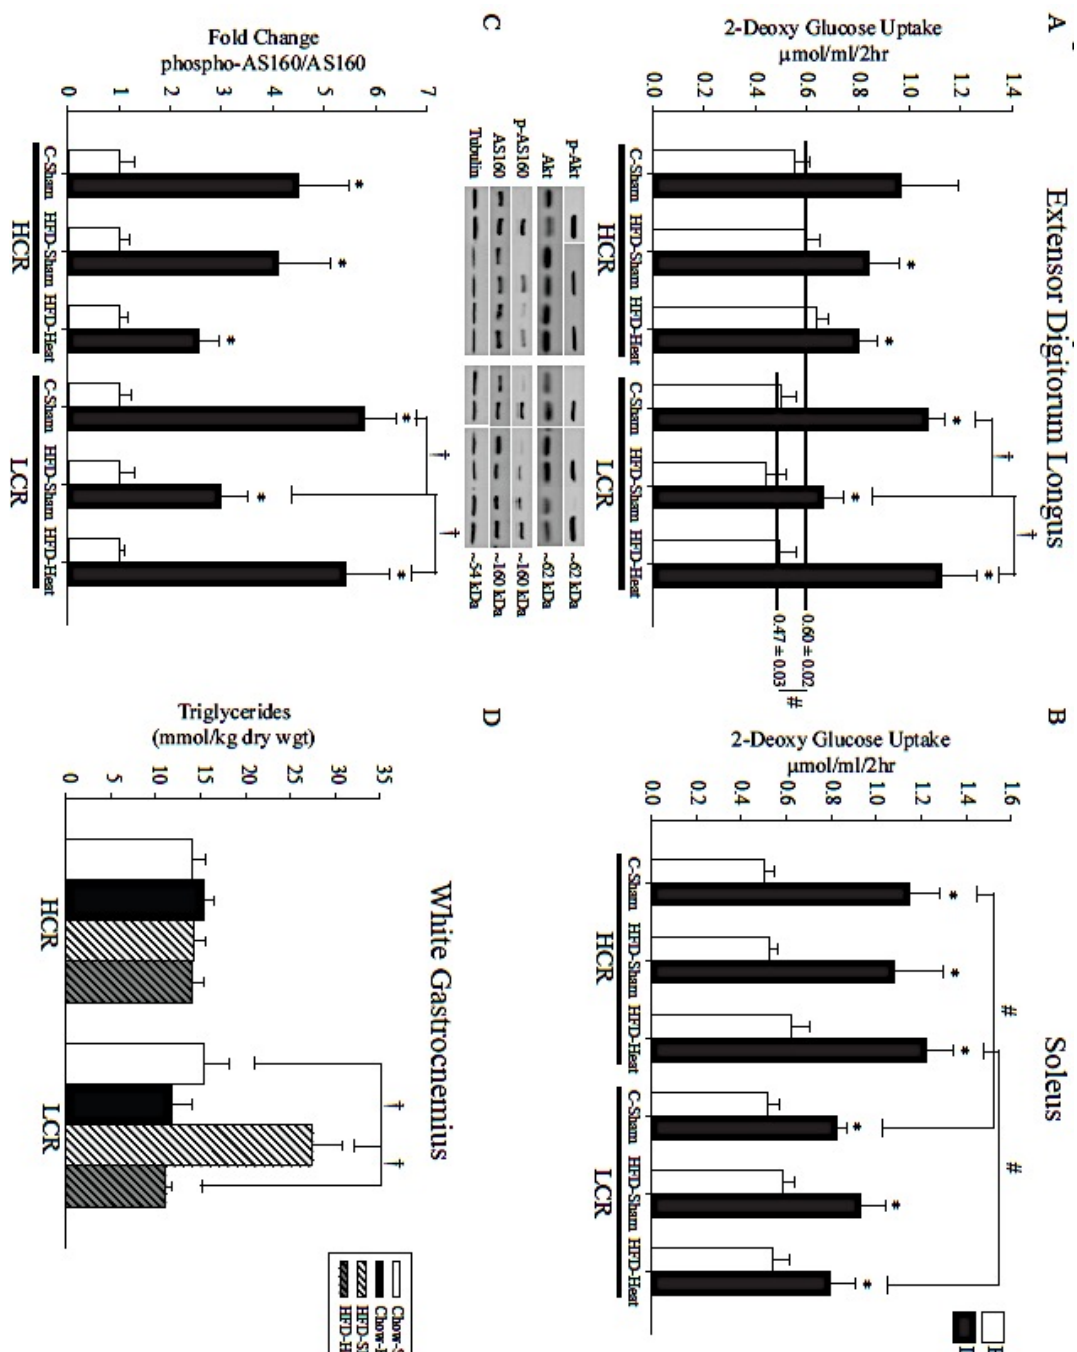 A
Extensor Digitorum Longus
2-Deoxy Glucose Uptake
µmol/ml/2hr
1.4
1.2
1.0
0.8
0.6
0.4
0.2
0.0
*
*
*
*
*
†
†
0.60 ± 0.02
0.47 ± 0.03
#
C-Sham
HFD-Sham
HFD-Heat
C-Sham
HFD-Sham
HFD-Heat
HCR
LCR
B
Soleus
2-Deoxy Glucose Uptake
µmol/ml/2hr
1.6
1.4
1.2
1.0
0.8
0.6
0.4
0.2
0.0
*
*
*
*
*
*
#
#
C-Sham
HFD-Sham
HFD-Heat
C-Sham
HFD-Sham
HFD-Heat
HCR
LCR
C
p-Akt
~62 kDa
Akt
~62 kDa
p-AS160
~160 kDa
AS160
~160 kDa
Tubulin
~54 kDa
Fold Change
phospho-AS160/AS160
7
6
5
4
3
2
1
0
*
*
*
*
*
*
†
†
C-Sham
HFD-Sham
HFD-Heat
C-Sham
HFD-Sham
HFD-Heat
HCR
LCR
D
White Gastrocnemius
Triglycerides
(mmol/kg dry wgt)
35
30
25
20
15
10
5
0
†
†
HCR
LCR
Chow-S
Chow-
HFD-S
HFD-